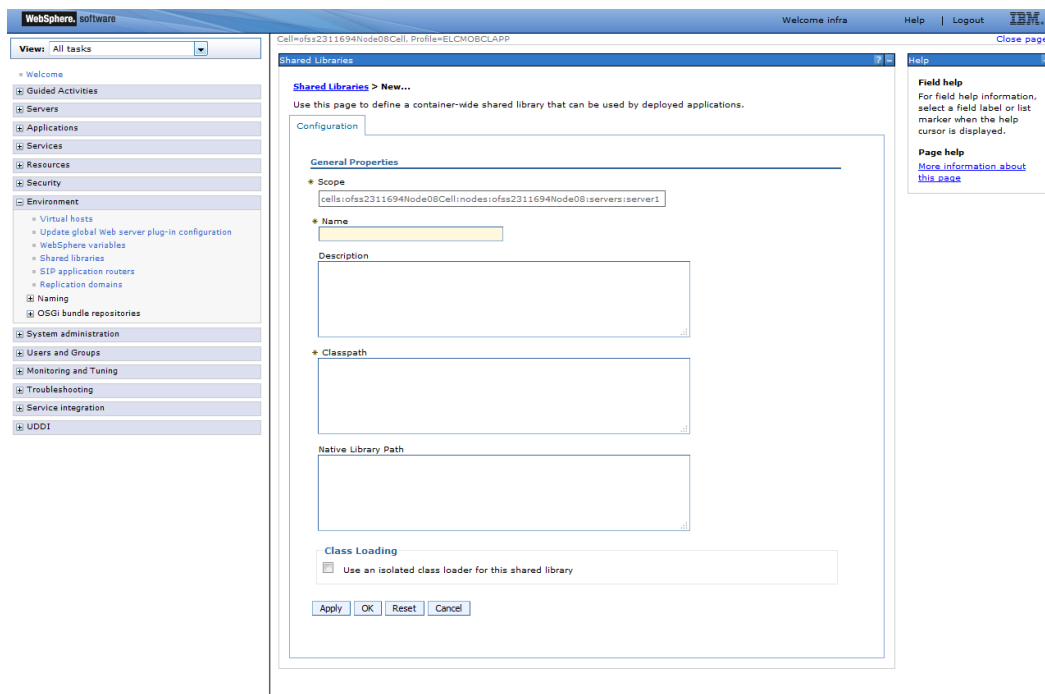 WebSphere. software
Welcome infra
Help | Logout
IBM.
View: All tasks
Cell=ofss2311694Node08Cell, Profile=ELCMOBCLAPP
Close page
Welcome
Guided Activities
Servers
Applications
Services
Resources
Security
Environment
Virtual hosts
Update global Web server plug-in configuration
WebSphere variables
Shared libraries
SIP application routers
Replication domains
Naming
OSGi bundle repositories
System administration
Users and Groups
Monitoring and Tuning
Troubleshooting
Service integration
UDDI
Shared Libraries
? –
Shared Libraries > New...
Use this page to define a container-wide shared library that can be used by deployed applications.
Configuration
General Properties
* Scope
cells:ofss2311694Node08Cell:nodes:ofss2311694Node08:servers:server1
* Name
Description
* Classpath
Native Library Path
Class Loading
Use an isolated class loader for this shared library
Apply OK Reset Cancel
Help
Field help
For field help information,
select a field label or list
marker when the help
cursor is displayed.
Page help
More information about
this page